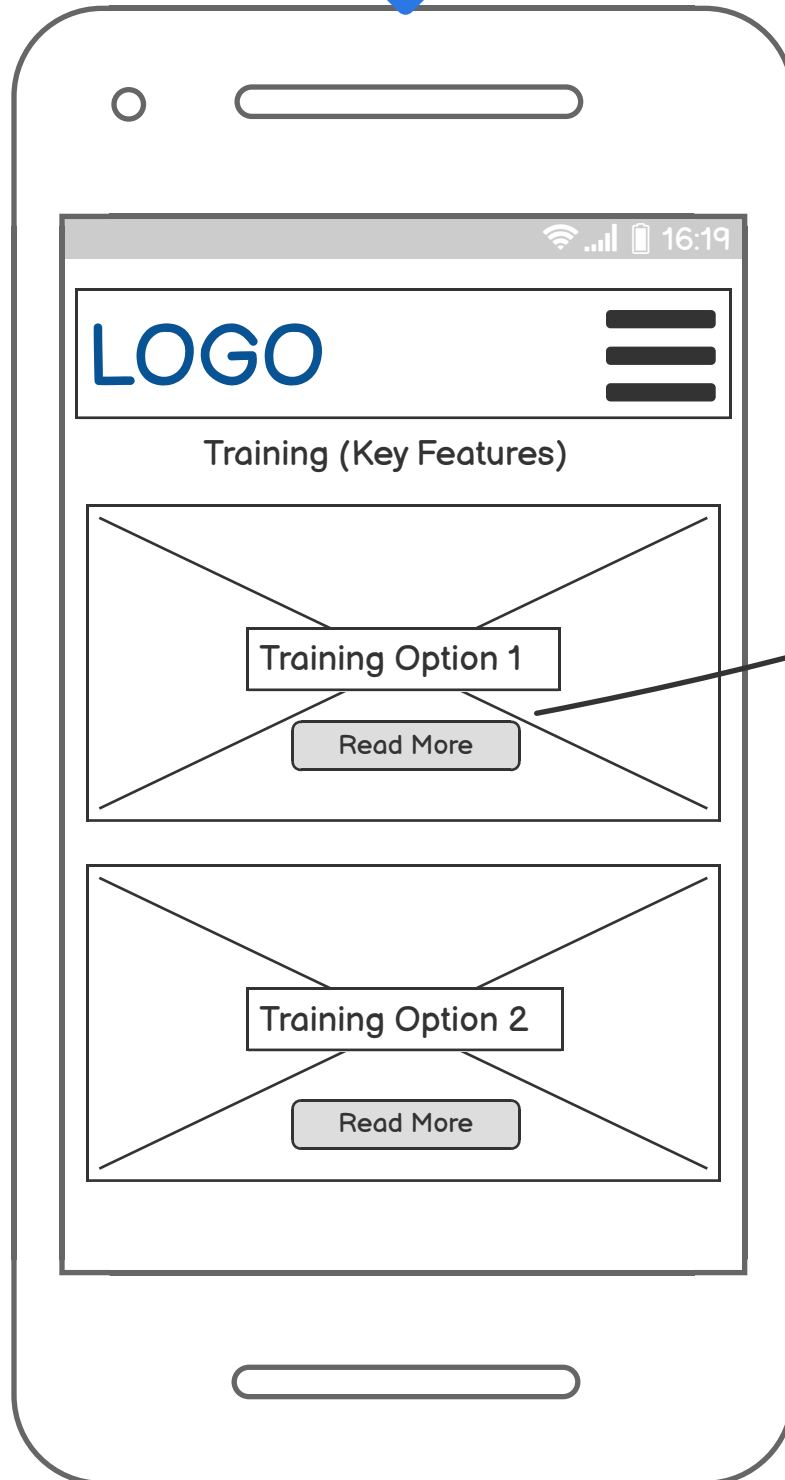 16:19
LOGO
Training (Key Features)
Training Option 1
Read More
Training Option 2
Read More